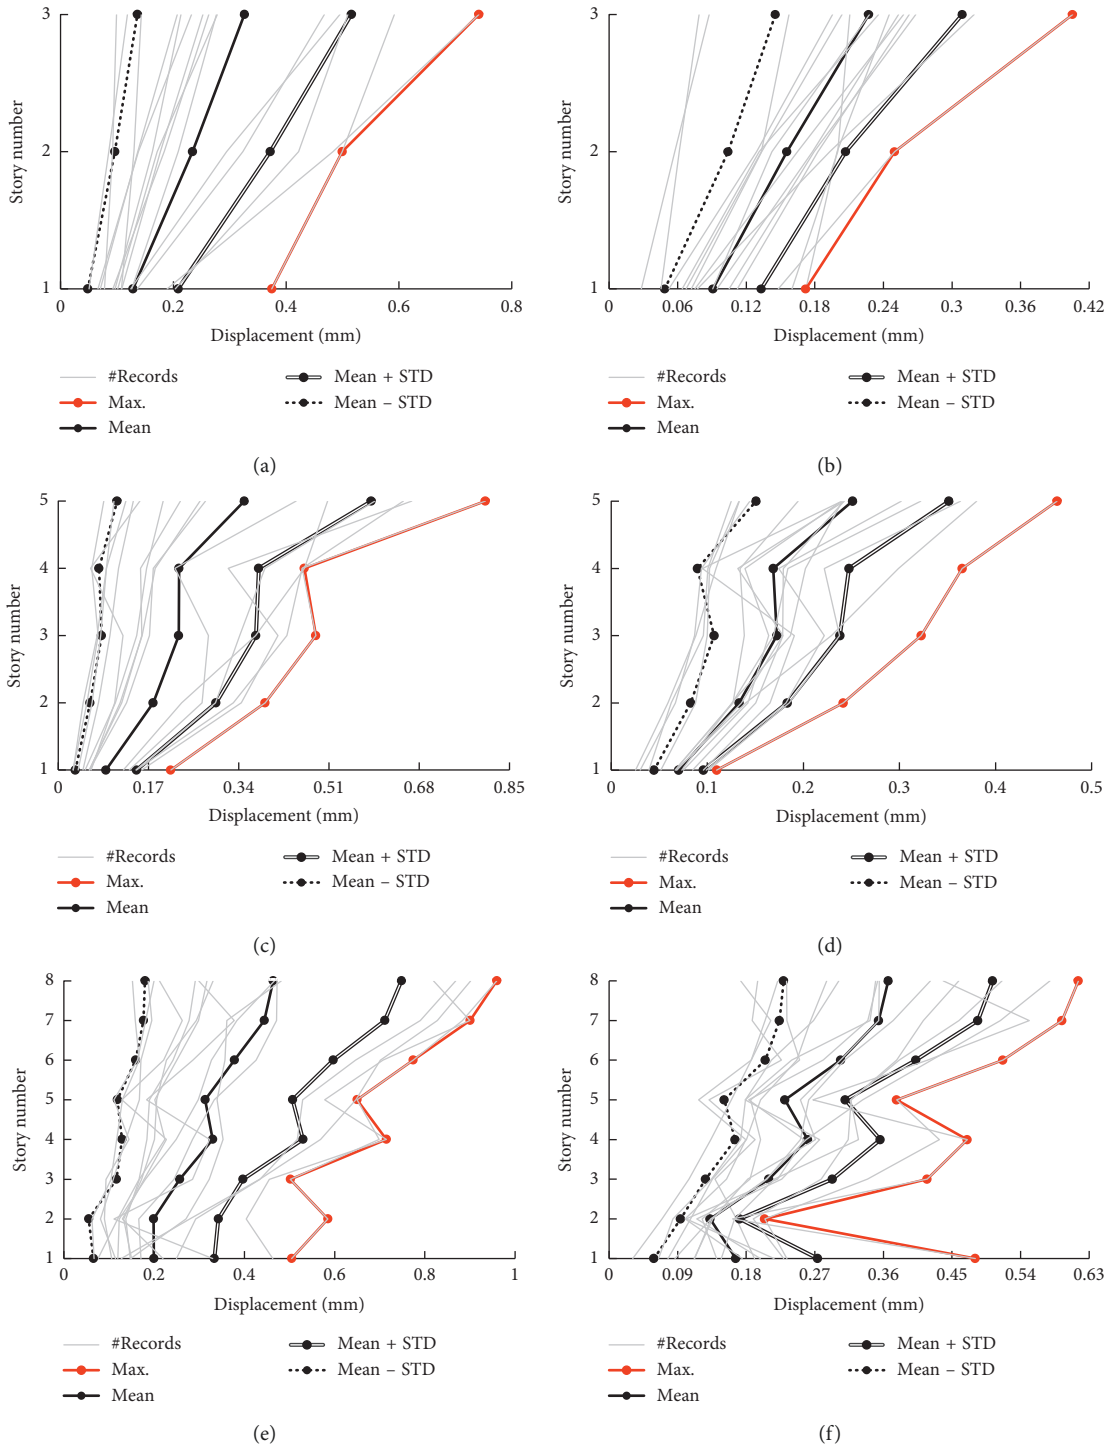 3
2
1
Story number
0
0.2
0.4
0.6
0.8
Displacement (mm)
#Records
Mean + STD
Max.
Mean – STD
Mean
(a)
3
2
1
Story number
0
0.06
0.12
0.18
0.24
0.3
0.36
0.42
Displacement (mm)
#Records
Mean + STD
Max.
Mean – STD
Mean
(b)
5
4
3
2
1
Story number
0
0.17
0.34
0.51
0.68
0.85
Displacement (mm)
#Records
Mean + STD
Max.
Mean – STD
Mean
(c)
5
4
3
2
1
Story number
0
0.1
0.2
0.3
0.4
0.5
Displacement (mm)
#Records
Mean + STD
Max.
Mean – STD
Mean
(d)
8
7
6
5
4
3
2
1
Story number
0
0.2
0.4
0.6
0.8
1
Displacement (mm)
#Records
Mean + STD
Max.
Mean – STD
Mean
(e)
8
7
6
5
4
3
2
1
Story number
0
0.09
0.18
0.27
0.36
0.45
0.54
0.63
Displacement (mm)
#Records
Mean + STD
Max.
Mean – STD
Mean
(f)